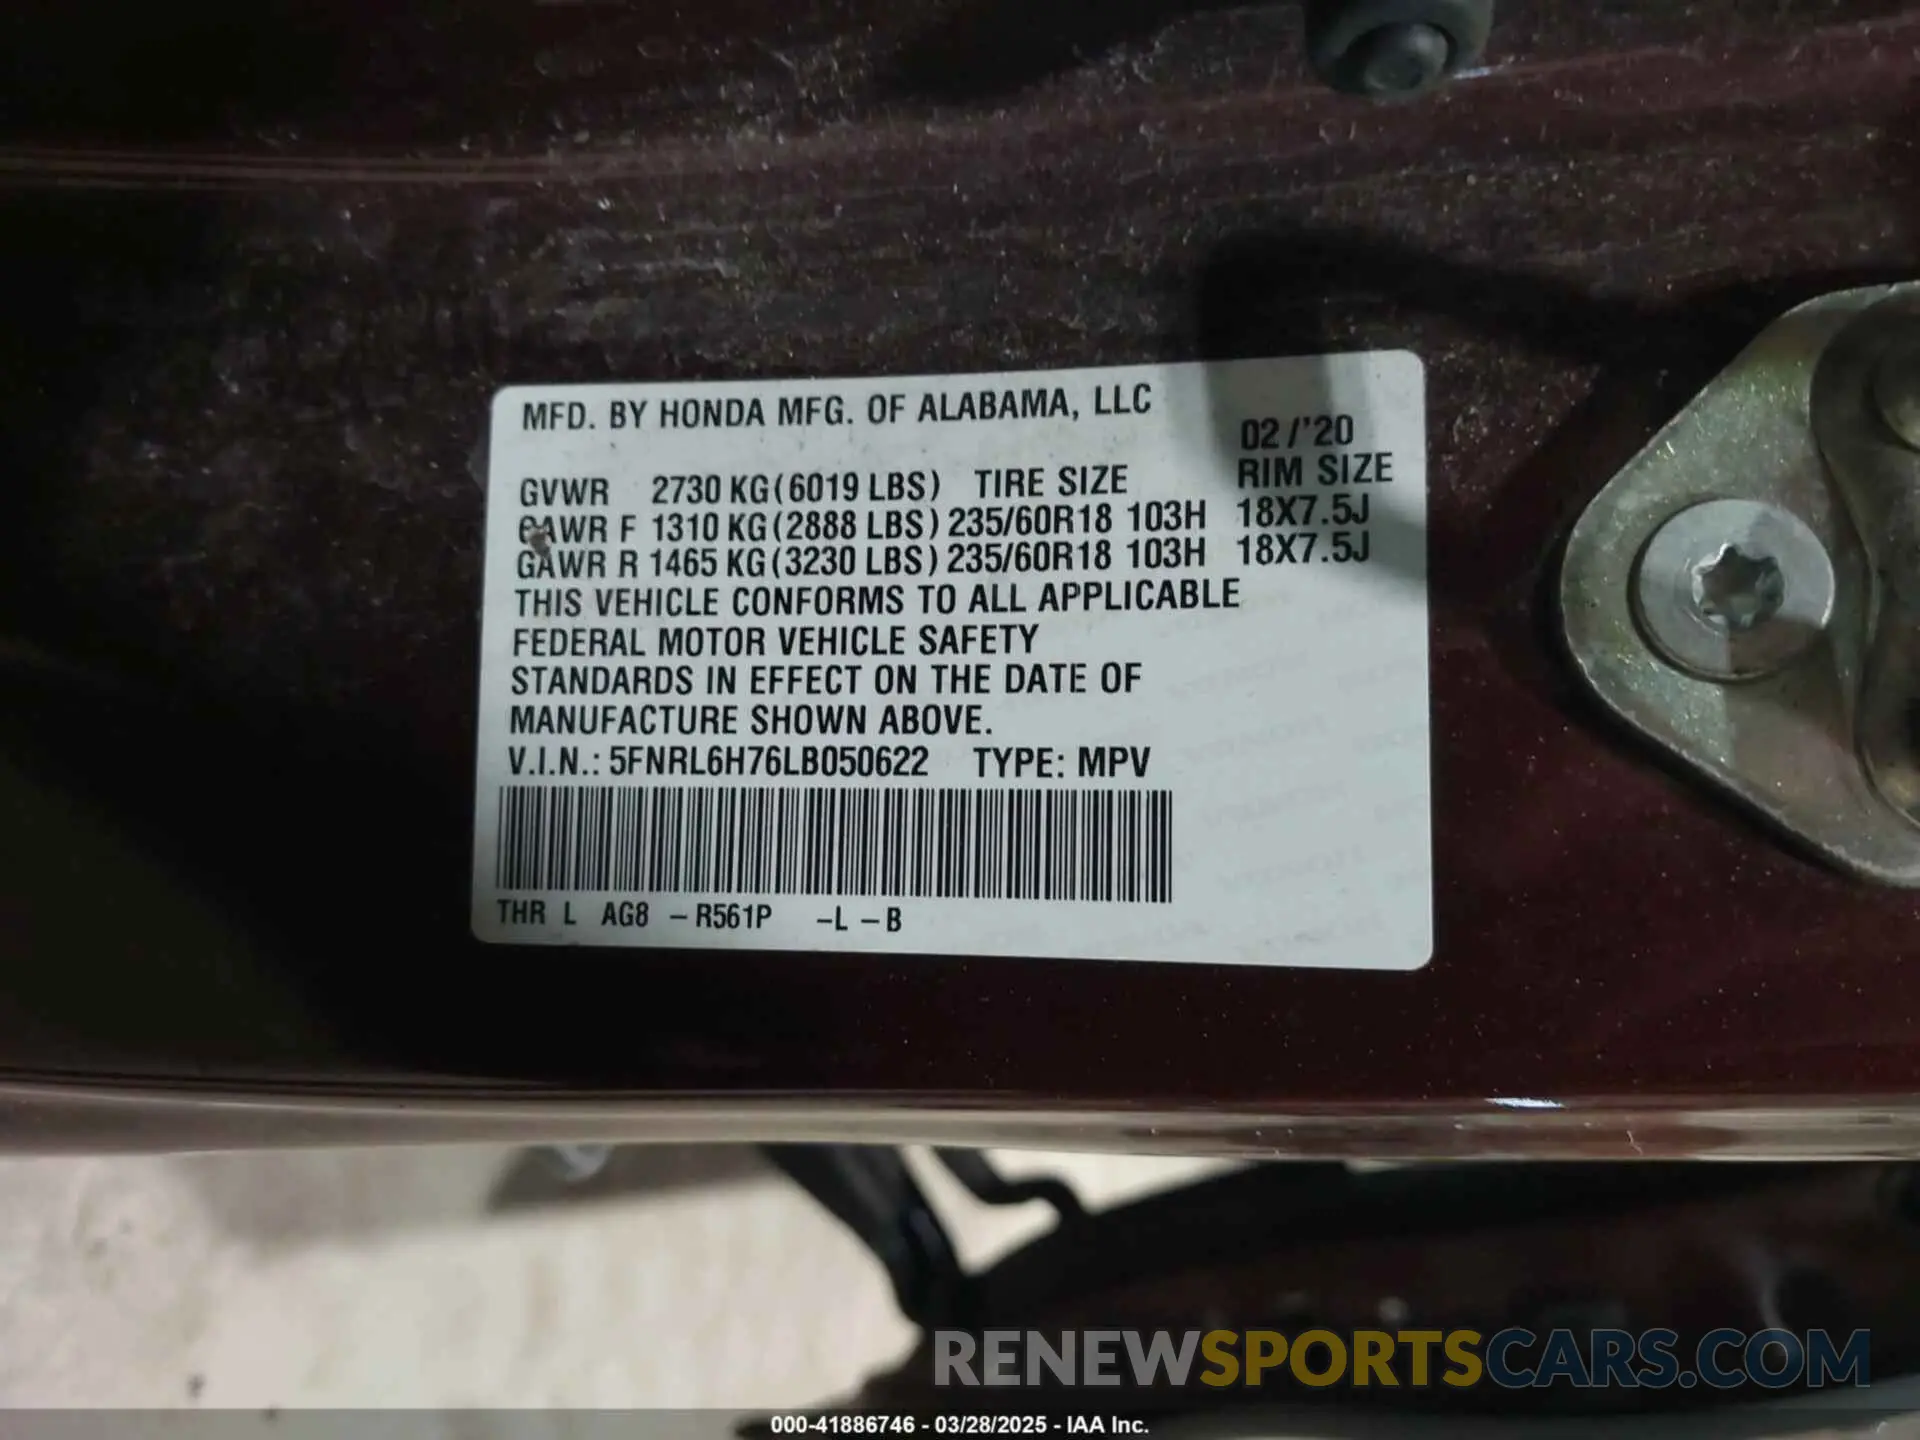 MFD. BY HONDA MFG. OF ALABAMA, LLC
02 /'20
GVWR 2730 KG (6019 LBS) TIRE SIZE RIM SIZE
GAWR F 1310 KG (2888 LBS) 235/60R18 103H 18X7.5J
GAWR R 1465 KG (3230 LBS) 235/60R18 103H 18X7.5J
THIS VEHICLE CONFORMS TO ALL APPLICABLE
FEDERAL MOTOR VEHICLE SAFETY
STANDARDS IN EFFECT ON THE DATE OF
MANUFACTURE SHOWN ABOVE.
V.I.N.: 5FNRL6H76LB050622 TYPE: MPV
THR L AG8 – R561P –L –B
RENEWSPORTSCARS.COM
000-41886746 - 03/28/2025 - IAA Inc.